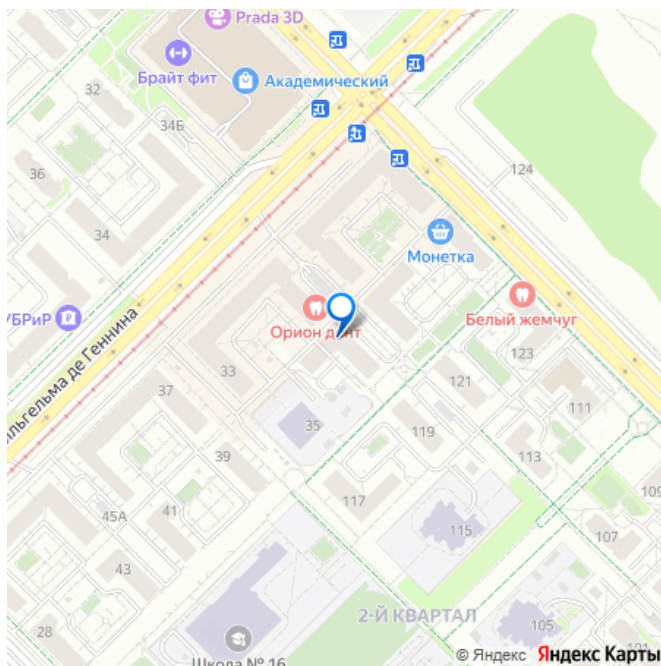 Prada 3D
Брайт фит
Академический
32
34Б
36
124
34
Монетка
УБРиР
Орион дент
Белый жемчуг
33
123
37
121
111
Вильгельма де Геннина
35
119
39
113
109
45А
41
117
115
107
43
2-Й КВАРТАЛ
28
105
Школа № 16
© Яндекс Яндекс Карты